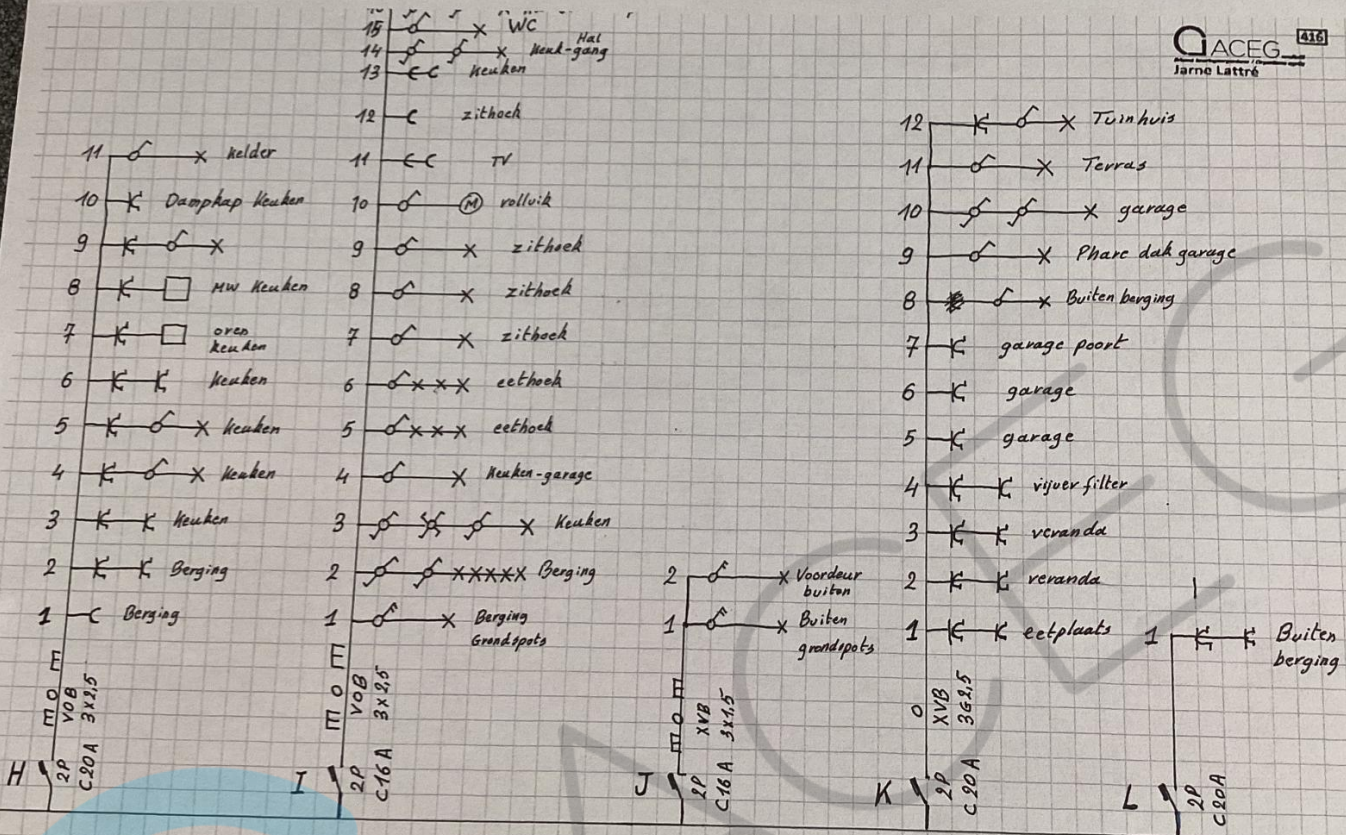 ACEG
416
Jarne Lattré
15 WC
14 Keuk-gang
Hal
13 Keuken
12 zithoek
11 TV
10 M rolluik
9 zithoek
8 zithoek
7 zithoek
6 eethoek
5 eethoek
4 Keuken-garage
3 Keuken
2 Berging
1 Berging
Grondspots
VOB
3x2,5
I
2P
C16A
11 Kelder
10 Dampkap Keuken
9
8 MW Keuken
7 oven
keuken
6 Keuken
5 Keuken
4 Keuken
3 Keuken
2 Berging
1 Berging
VOB
3x2,5
H
2P
C20A
2 Voordeur
buiten
1 Buiten
grondspots
XVB
3x1,5
J
2P
C16A
12 Tuinhuis
11 Terras
10 garage
9 Phare dak garage
8 Buiten berging
7 garage poort
6 garage
5 garage
4 vijver filter
3 veranda
2 veranda
1 eetplaats
XVB
3G2,5
K
2P
C20A
1 Buiten
berging
L
2P
C20A